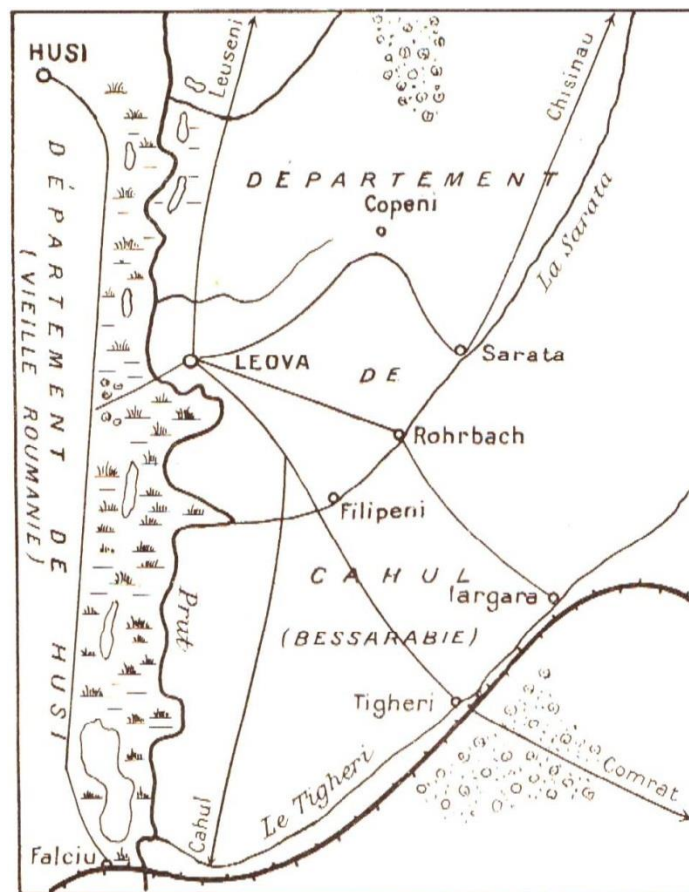 HUSI
Leuseni
Chisinau
DÉPARTEMENT
Copeni
La Sarata
DÉPARTEMENT DE HUSI
(VIEILLE ROUMANIE)
LEOVA
Sarata
DE
Rohrbach
Filipeni
CAHUL
Iargara
(BESSARABIE)
Prut
Tigheri
Le Tigheri
Comrat
Cahul
Falciu